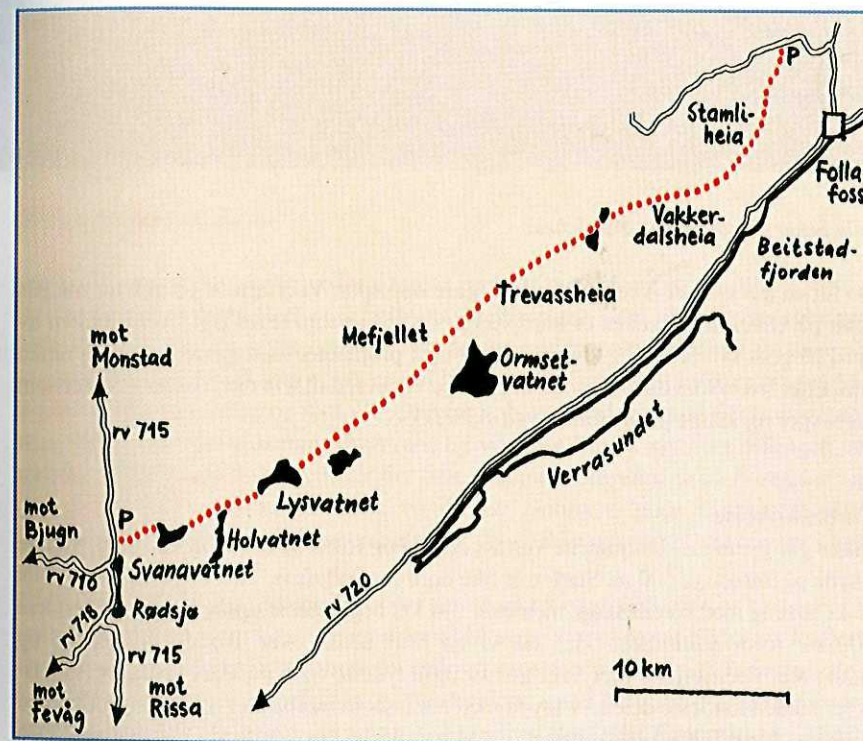 P
Stamli-
heia
Folla
foss
Vakker-
dalsheia
Beitstad-
fjorden
Trevassheia
Mefjellet
Ormset-
vatnet
mot
Monstad
rv 715
Verrasundet
Lysvatnet
P
Holvatnet
mot
Bjugn
rv 710
Svanavatnet
Rødsjø
rv 718
rv 715
rv 720
mot
Fevåg
mot
Rissa
10 km